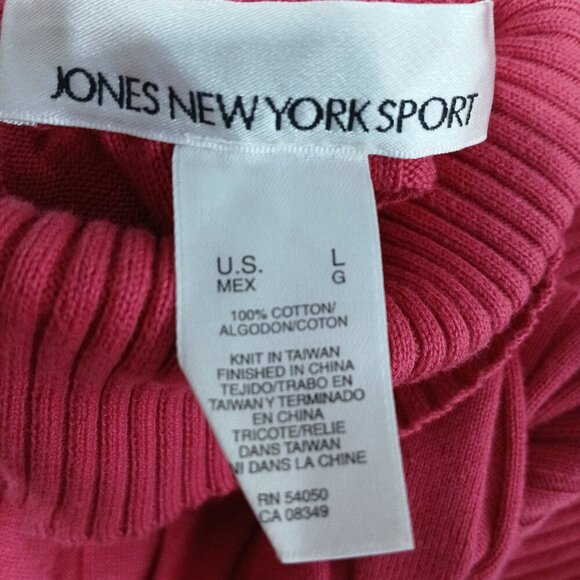 JONES NEW YORK SPORT
U.S. L
MEX G
100% COTTON/
ALGODON/COTON
KNIT IN TAIWAN
FINISHED IN CHINA
TEJIDO/TRABO EN
TAIWAN Y TERMINADO
EN CHINA
TRICOTE/RELIE
DANS TAIWAN
NI DANS LA CHINE
RN 54050
CA 08349